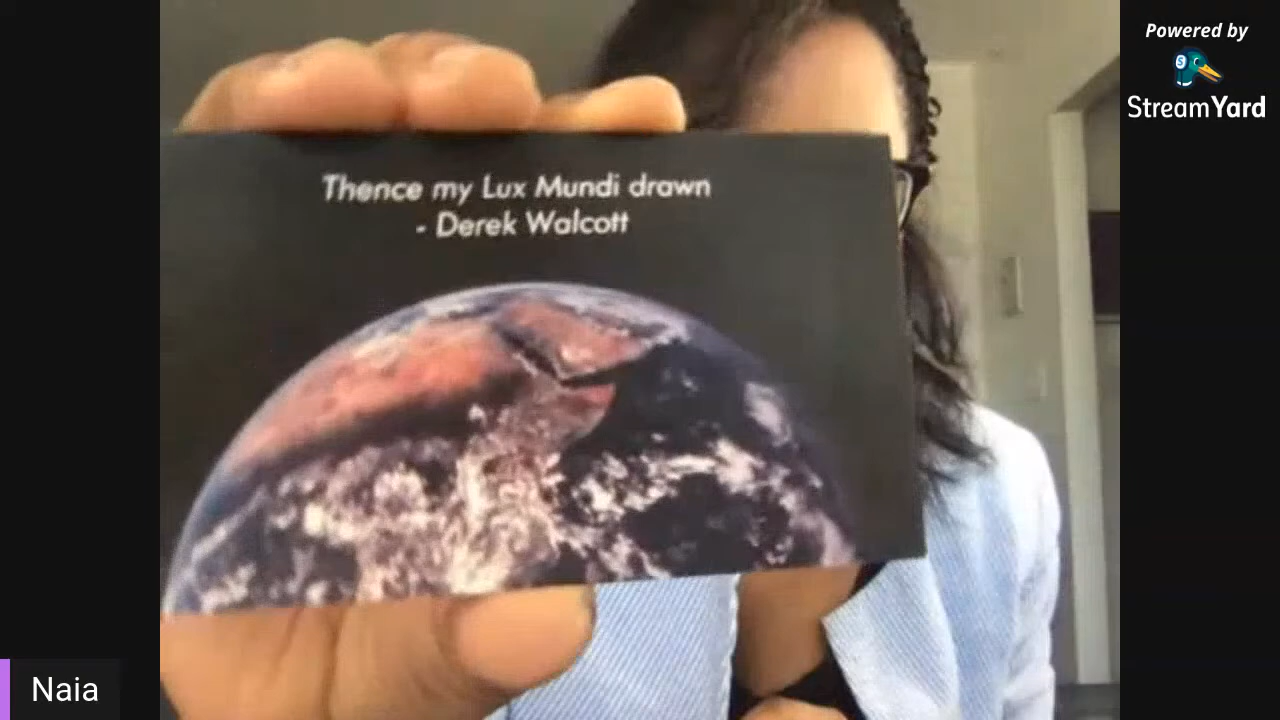 Thence my Lux Mundi drawn
- Derek Walcott
Powered by
StreamYard
Naia